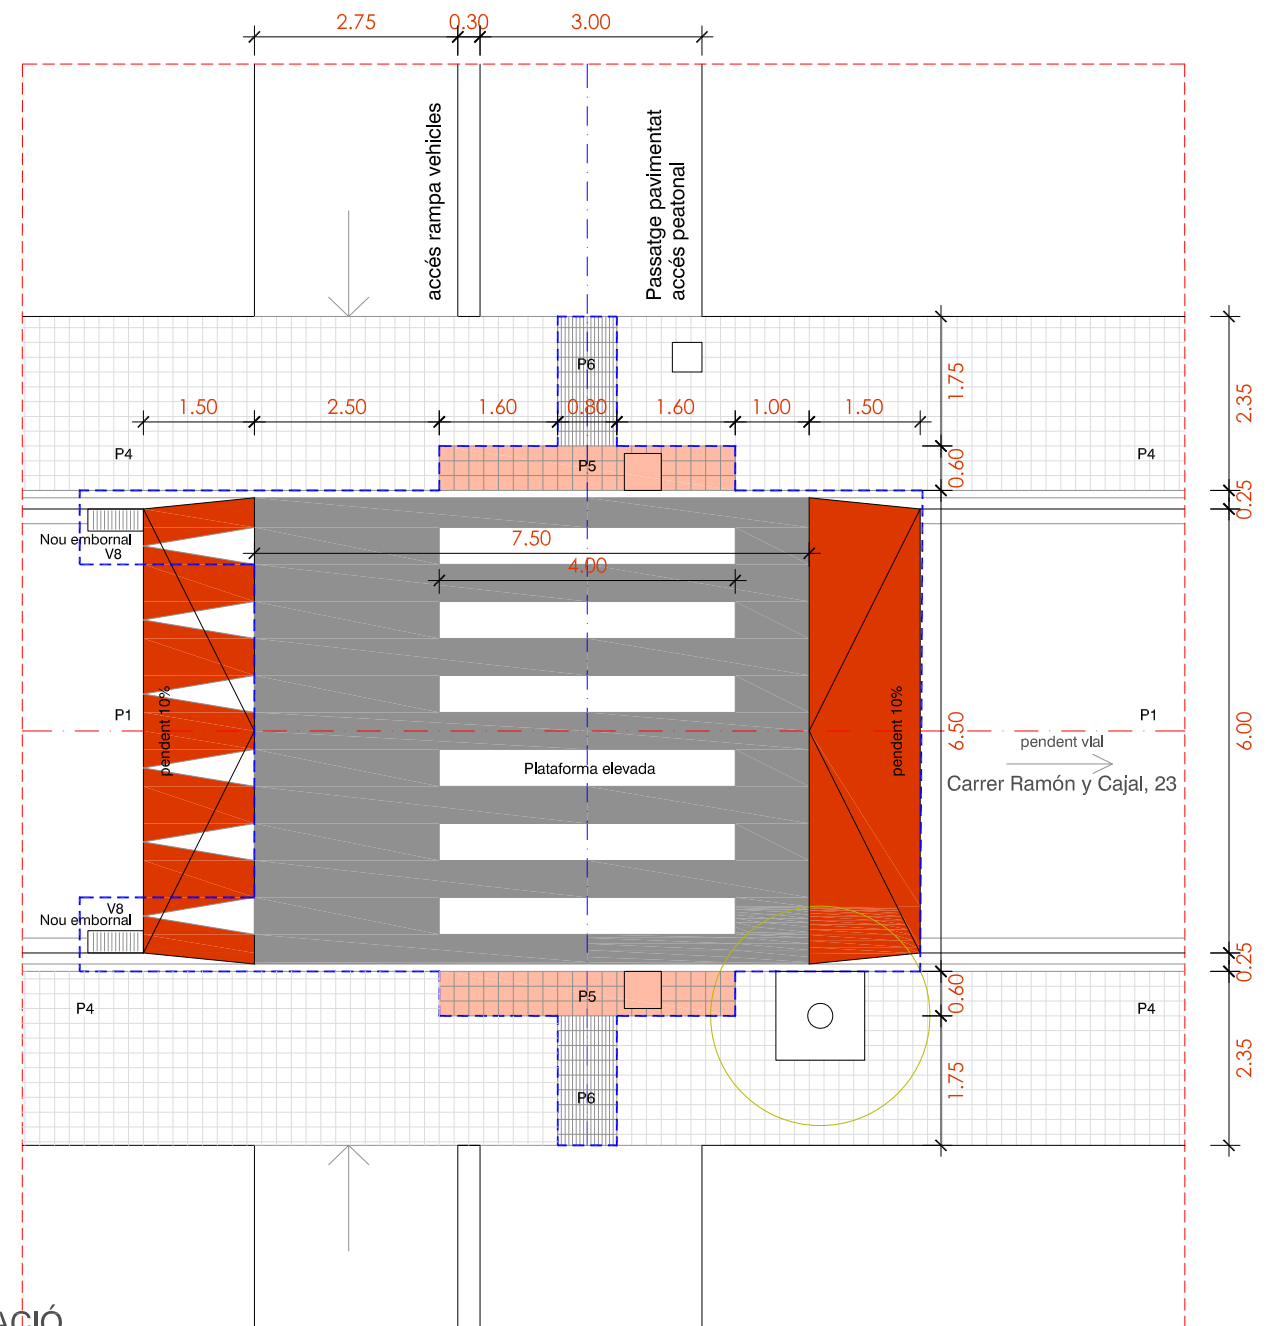 2.75 0.30 3.00
accés rampa vehicles
Passatge pavimentat
accés peatonal
P6
1.75
2.35
1.50 2.50 1.60 0.80 1.60 1.00 1.50
P4
P5
P4
0.60
0.25
Nou embornal
V8
7.50
4.00
P1
pendent 10%
Plataforma elevada
pendent 10%
6.50
P1
6.00
pendent vial
Carrer Ramón y Cajal, 23
V8
Nou embornal
0.25
P4
P5
0.60
P4
2.35
1.75
P6
ACIÓ